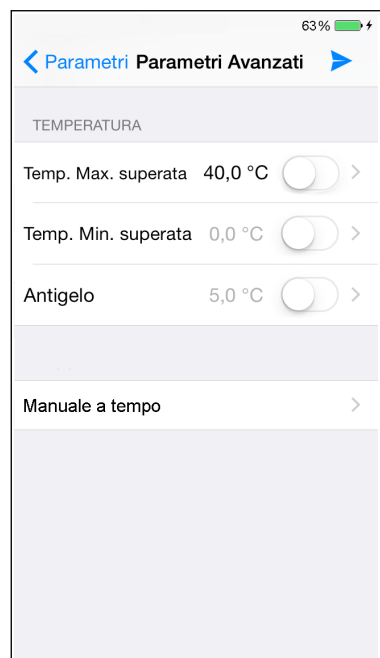 63%
Parametri Parametri Avanzati
TEMPERATURA
Temp. Max. superata 40,0 °C
Temp. Min. superata 0,0 °C
Antigelo 5,0 °C
Manuale a tempo